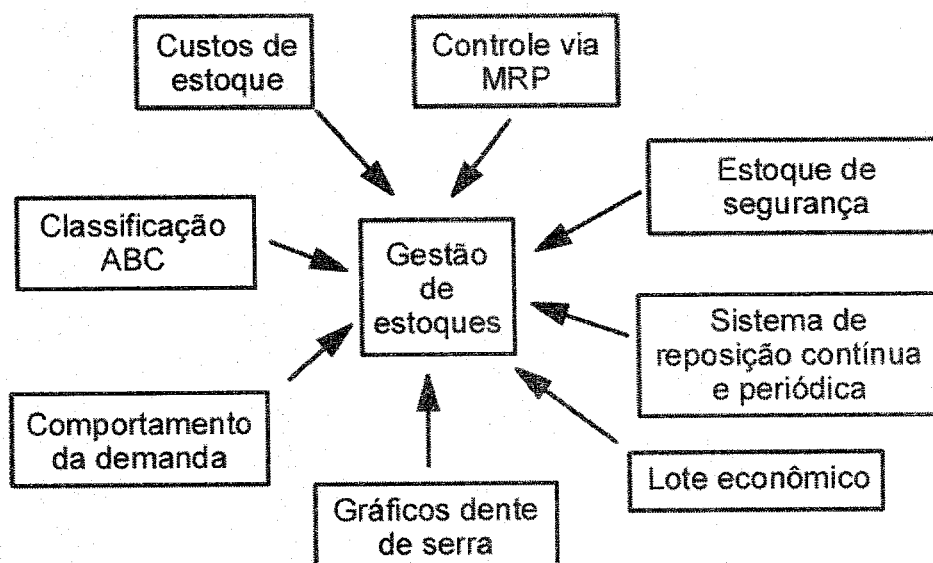 Custos de
estoque
Controle via
MRP
Estoque de
segurança
Classificação
ABC
Gestão
de
estoques
Sistema de
reposição contínua
e periódica
Comportamento
da demanda
Lote econômico
Gráficos dente
de serra